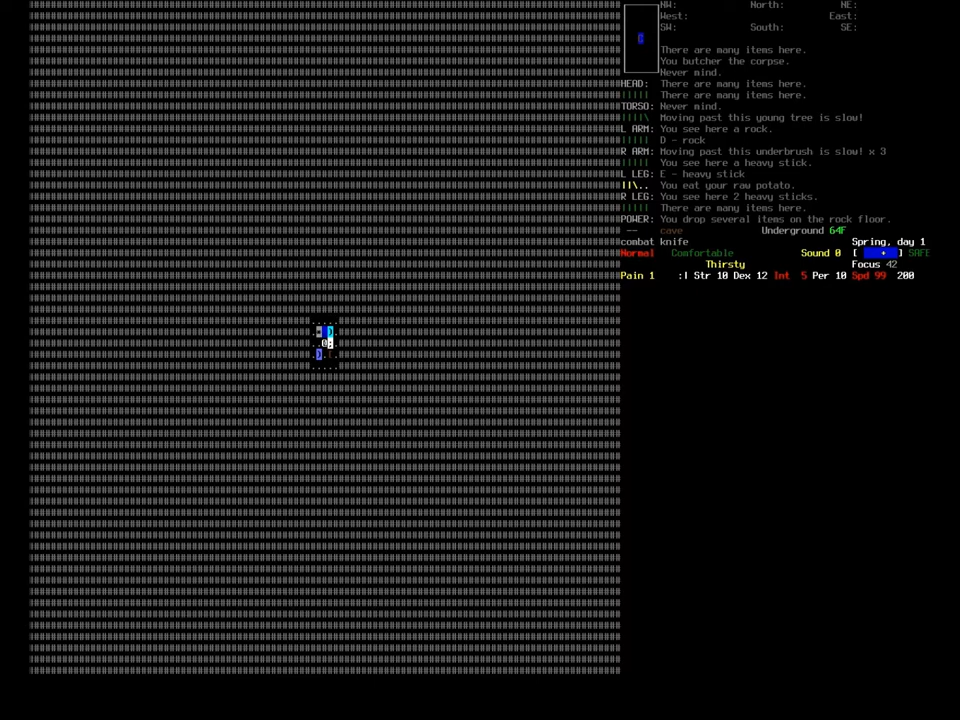 NW: North: NE:
West: East:
SW: South: SE:
There are many items here.
You butcher the corpse.
Never mind.
HEAD: There are many items here.
||||| There are many items here.
TORSO: Never mind.
||||\ Moving past this young tree is slow!
L ARM: You see here a rock.
||||| D - rock
R ARM: Moving past this underbrush is slow! x 3
||||| You see here a heavy stick.
L LEG: E - heavy stick
||\.. You eat your raw potato.
R LEG: You see here 2 heavy sticks.
||||| There are many items here.
POWER: You drop several items on the rock floor.
-- cave Underground 64F
combat knife Spring, day 1
Normal Comfortable Sound 0 [ + ] SAFE
Thirsty Focus 42
Pain 1 :| Str 10 Dex 12 Int 5 Per 10 Spd 99 200